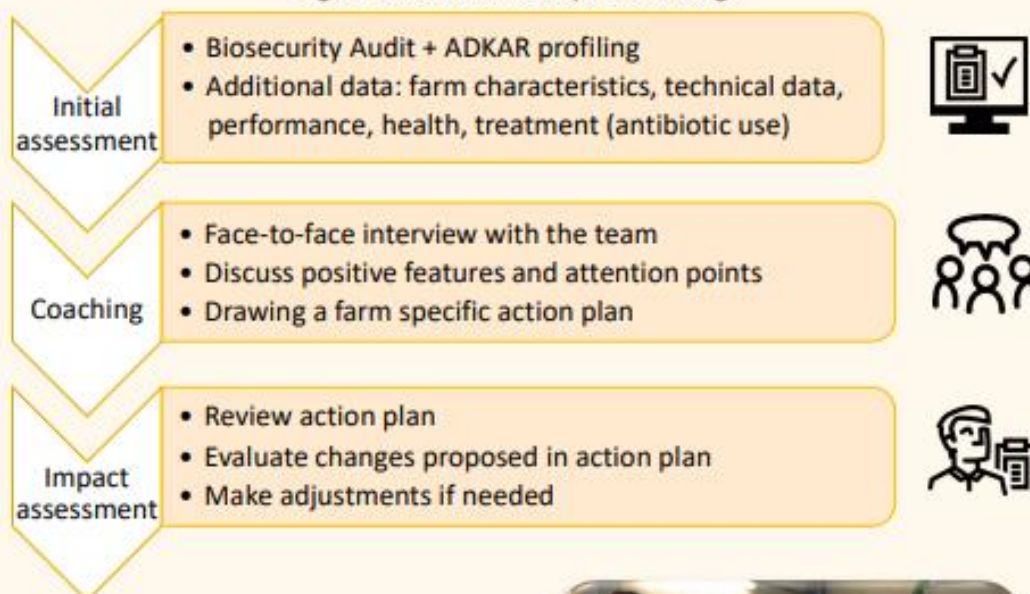 Initial
assessment
• Biosecurity Audit + ADKAR profiling
• Additional data: farm characteristics, technical data,
performance, health, treatment (antibiotic use)
Coaching
• Face-to-face interview with the team
• Discuss positive features and attention points
• Drawing a farm specific action plan
Impact
assessment
• Review action plan
• Evaluate changes proposed in action plan
• Make adjustments if needed